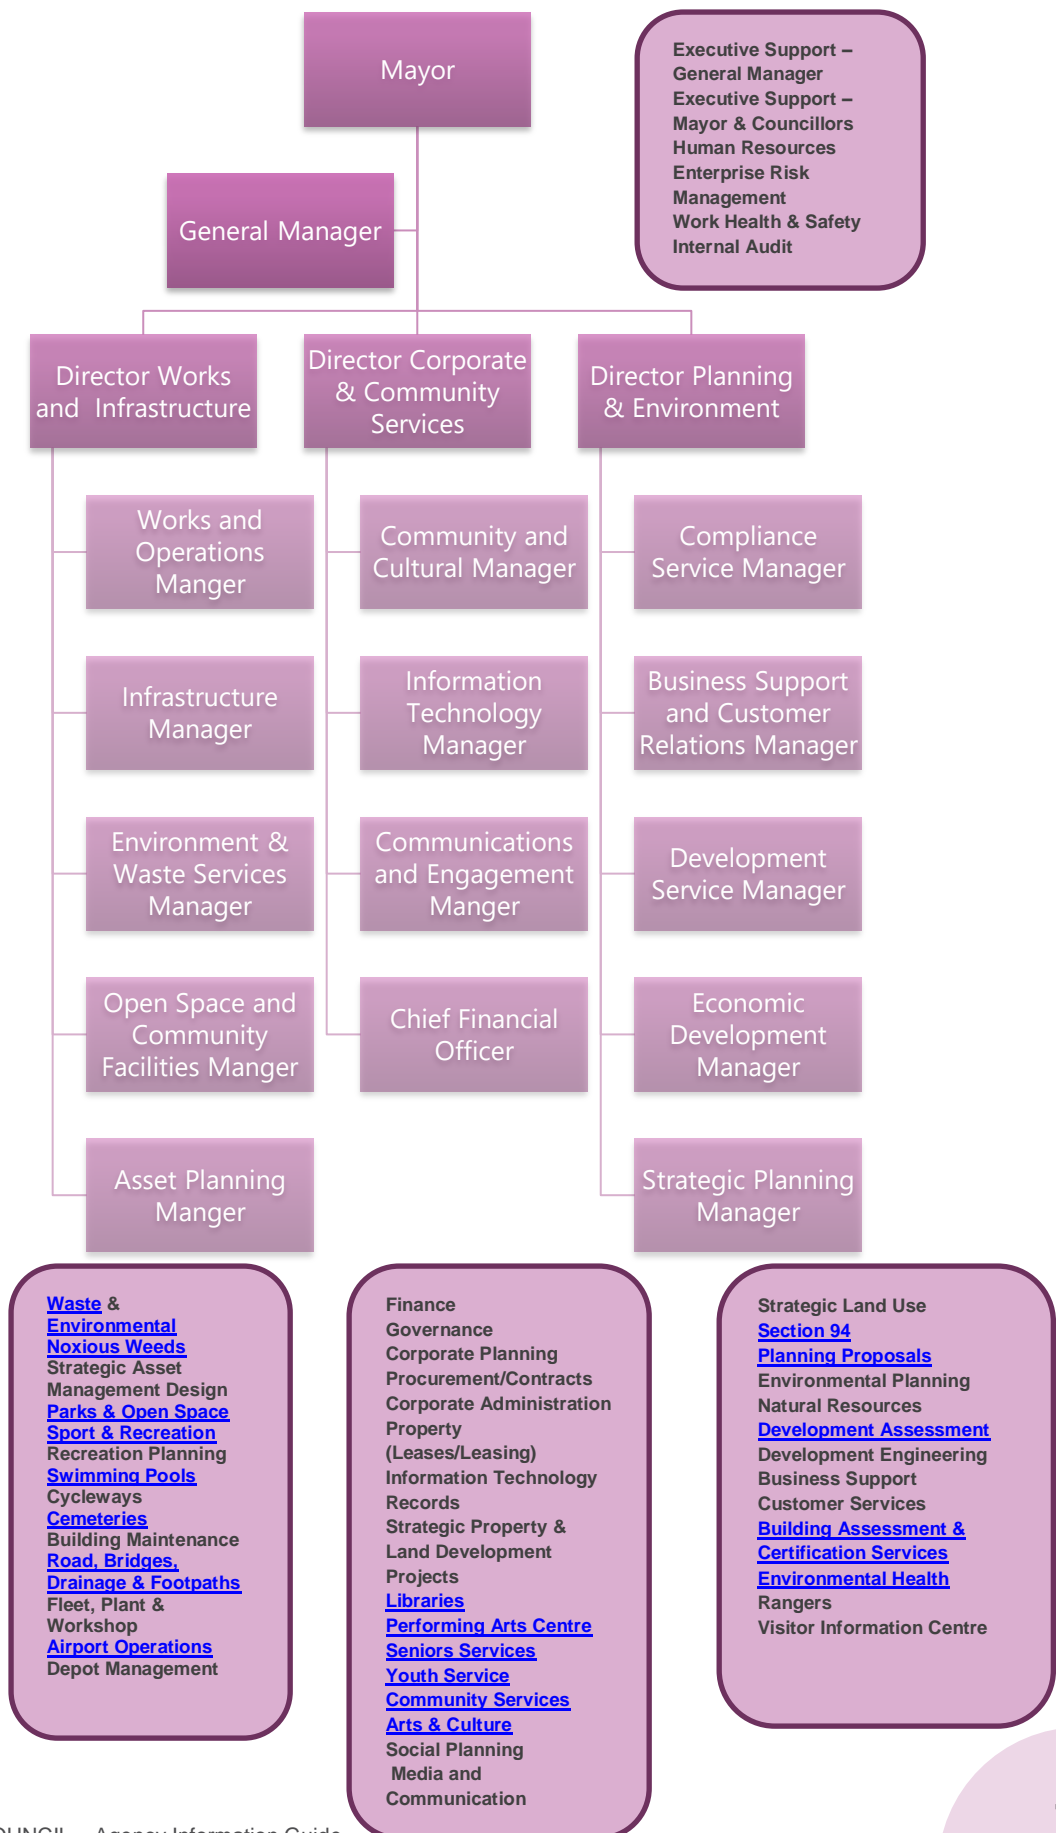 Mayor
Executive Support –
General Manager
Executive Support –
Mayor & Councillors
Human Resources
Enterprise Risk
Management
Work Health & Safety
Internal Audit
General Manager
Director Works
and Infrastructure
Director Corporate
& Community
Services
Director Planning
& Environment
Works and
Operations
Manger
Community and
Cultural Manager
Compliance
Service Manager
Infrastructure
Manager
Information
Technology
Manager
Business Support
and Customer
Relations Manager
Environment &
Waste Services
Manager
Communications
and Engagement
Manger
Development
Service Manager
Open Space and
Community
Facilities Manger
Chief Financial
Officer
Economic
Development
Manager
Asset Planning
Manger
Strategic Planning
Manager
Waste &
Environmental
Noxious Weeds
Strategic Asset
Management Design
Parks & Open Space
Sport & Recreation
Recreation Planning
Swimming Pools
Cycleways
Cemeteries
Building Maintenance
Road, Bridges,
Drainage & Footpaths
Fleet, Plant &
Workshop
Airport Operations
Depot Management
Finance
Governance
Corporate Planning
Procurement/Contracts
Corporate Administration
Property
(Leases/Leasing)
Information Technology
Records
Strategic Property &
Land Development
Projects
Libraries
Performing Arts Centre
Seniors Services
Youth Service
Community Services
Arts & Culture
Social Planning
Media and
Communication
Strategic Land Use
Section 94
Planning Proposals
Environmental Planning
Natural Resources
Development Assessment
Development Engineering
Business Support
Customer Services
Building Assessment &
Certification Services
Environmental Health
Rangers
Visitor Information Centre
Agency Information Guide